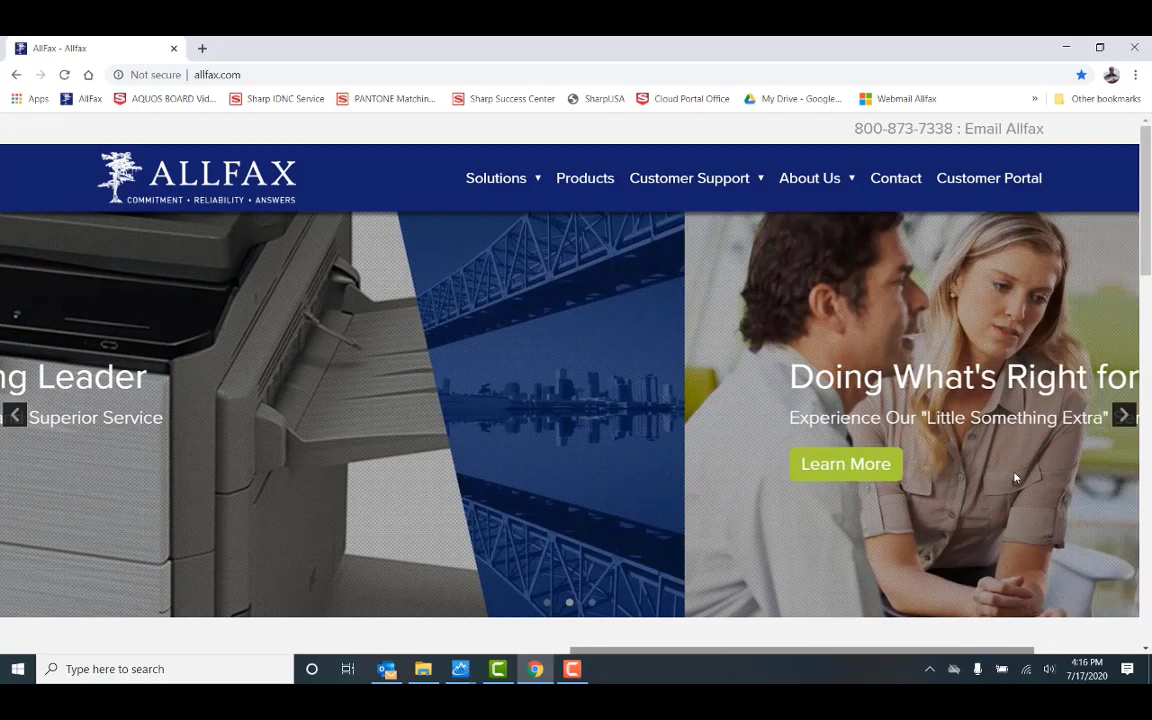 AllFax - Allfax
Not secure | allfax.com
Apps
AllFax
AQUOS BOARD Vid...
Sharp IDNC Service
PANTONE Matchin...
Sharp Success Center
SharpUSA
Cloud Portal Office
My Drive - Google...
Webmail Allfax
»
Other bookmarks
800-873-7338 : Email Allfax
ALLFAX
COMMITMENT • RELIABILITY • ANSWERS
Solutions
Products
Customer Support
About Us
Contact
Customer Portal
ng Leader
Superior Service
Doing What's Right for
Experience Our "Little Something Extra"
Learn More
Type here to search
4:16 PM
7/17/2020